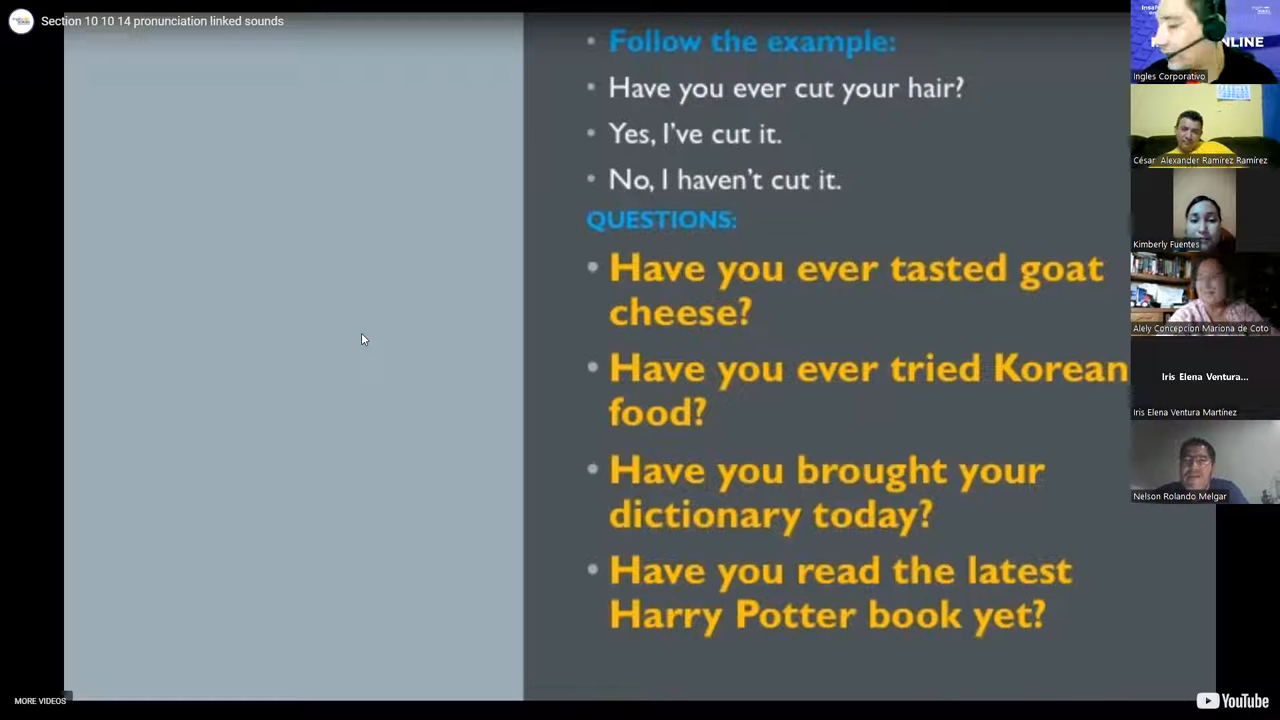 Section 10 10 14 pronunciation linked sounds
• Follow the example:
• Have you ever cut your hair?
• Yes, I've cut it.
• No, I haven't cut it.
QUESTIONS:
• Have you ever tasted goat
cheese?
• Have you ever tried Korean
food?
• Have you brought your
dictionary today?
• Have you read the latest
Harry Potter book yet?
MORE VIDEOS
YouTube
NLINE
Ingles Corporativo
César Alexander Ramirez Ramírez
Kimberly Fuentes
Alely Concepcion Mariona de Coto
Iris Elena Ventura...
Iris Elena Ventura Martínez
Nelson Rolando Melgar